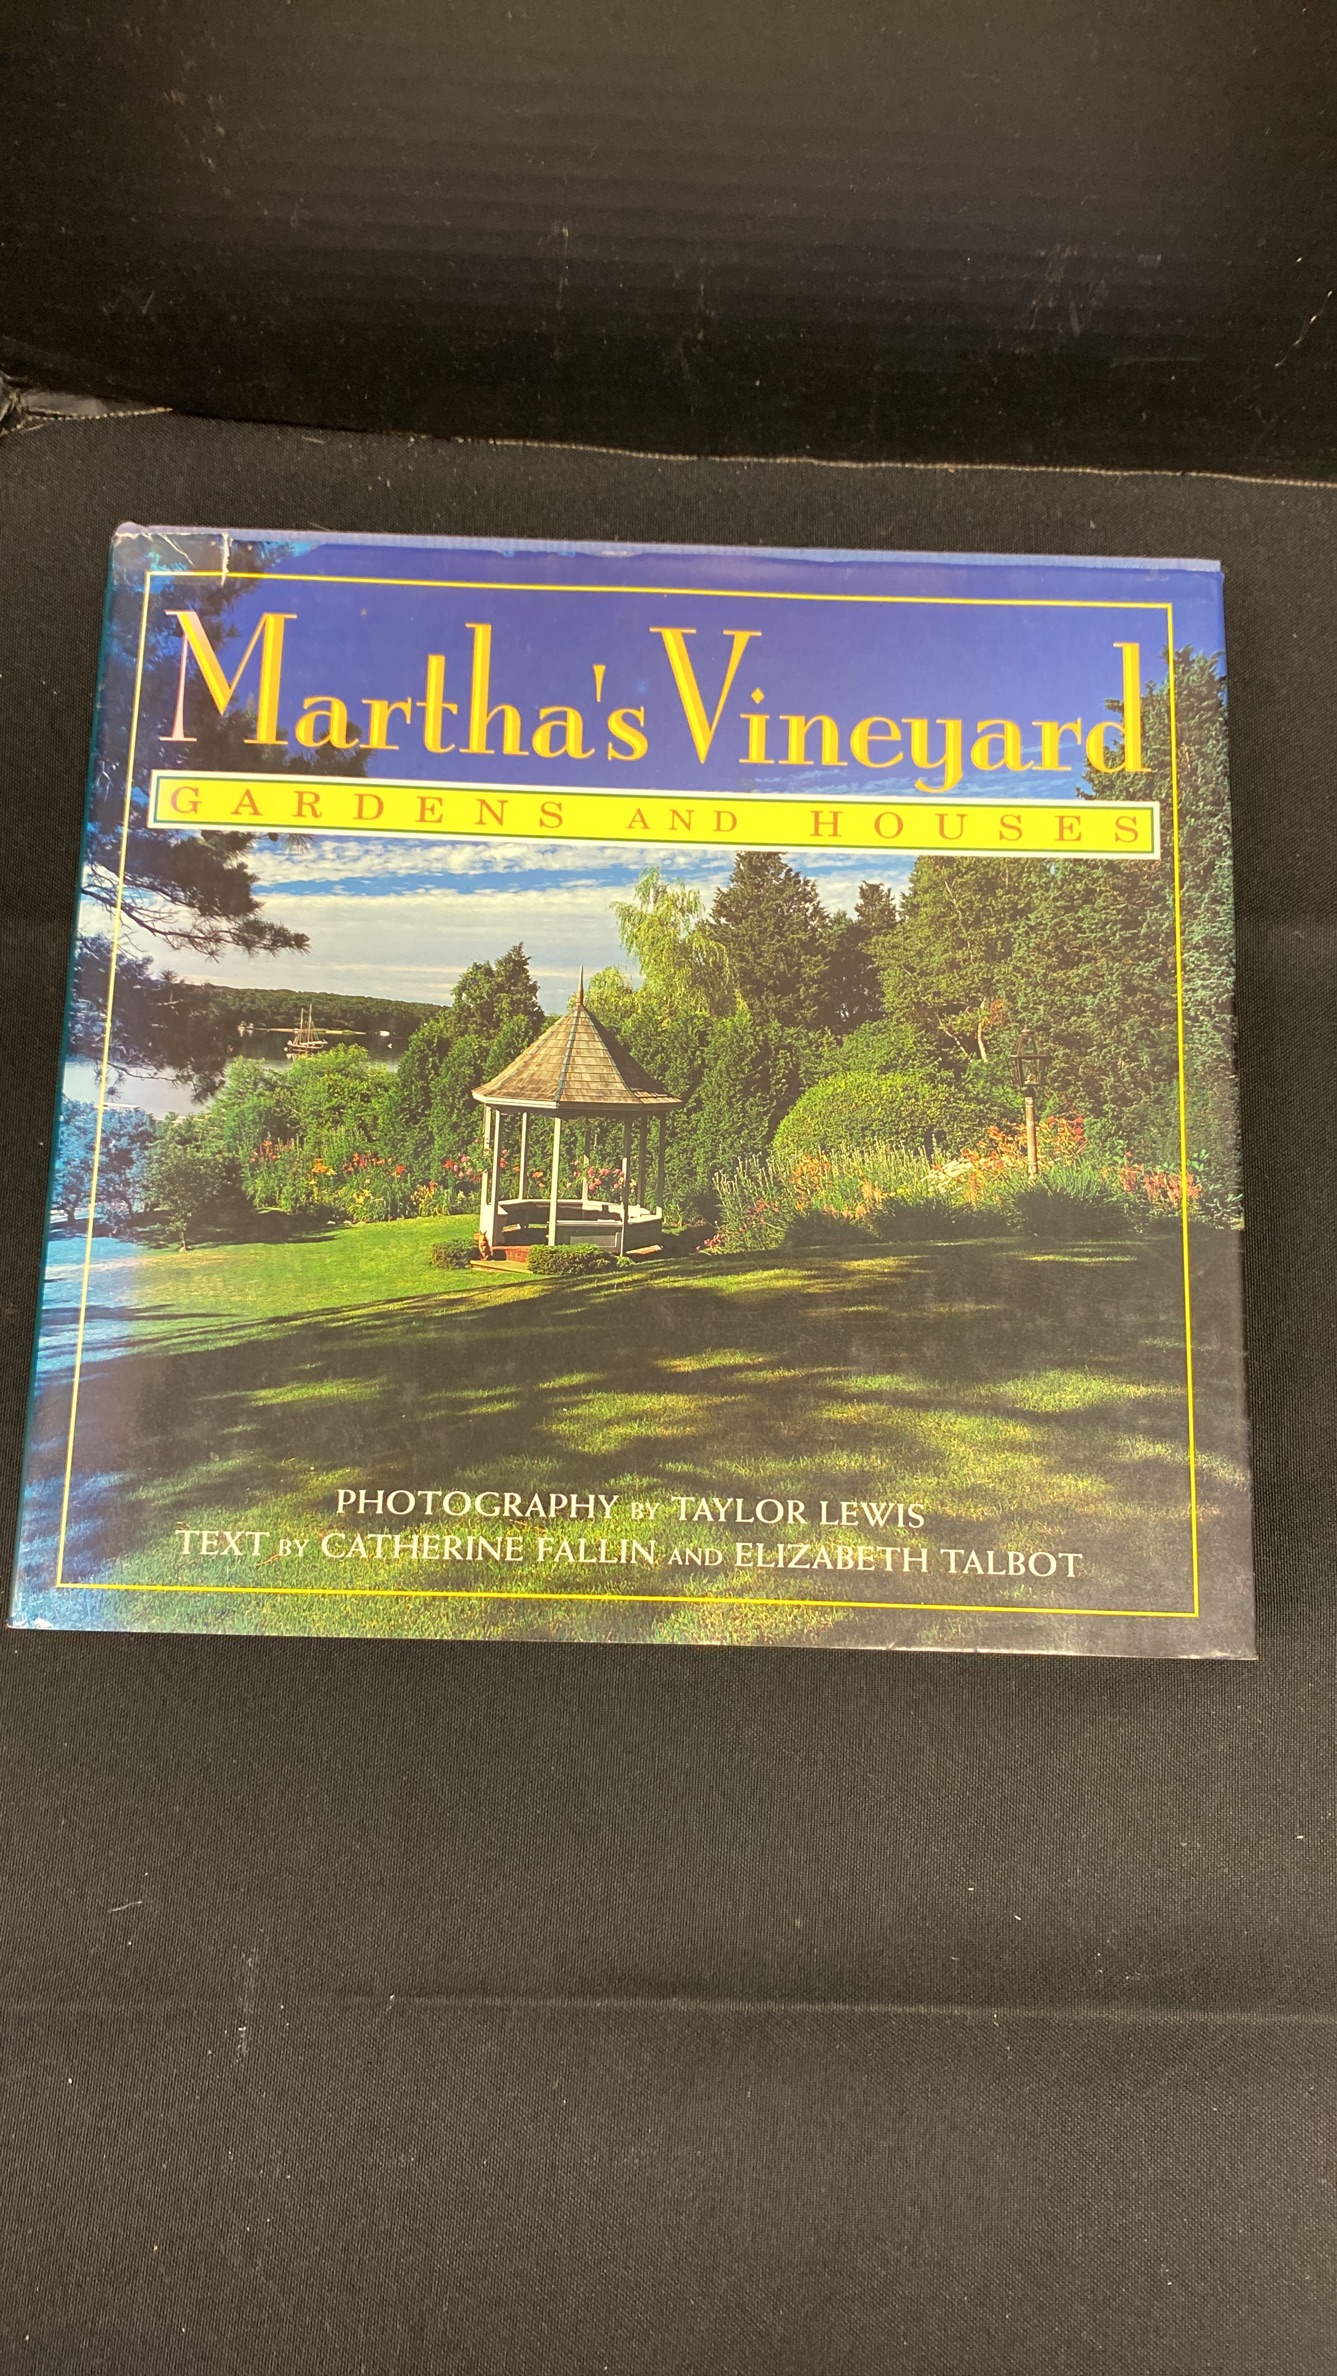 Martha's Vineyard
GARDENS AND HOUSES
PHOTOGRAPHY BY TAYLOR LEWIS
TEXT BY CATHERINE FALLIN AND ELIZABETH TALBOT